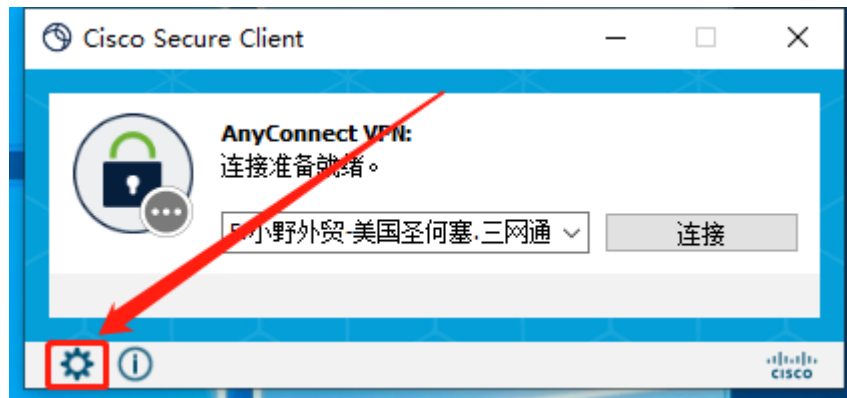 Cisco Secure Client
AnyConnect VPN:
连接准备就绪。
小野外贸-美国圣何塞.三网通
连接
CISCO